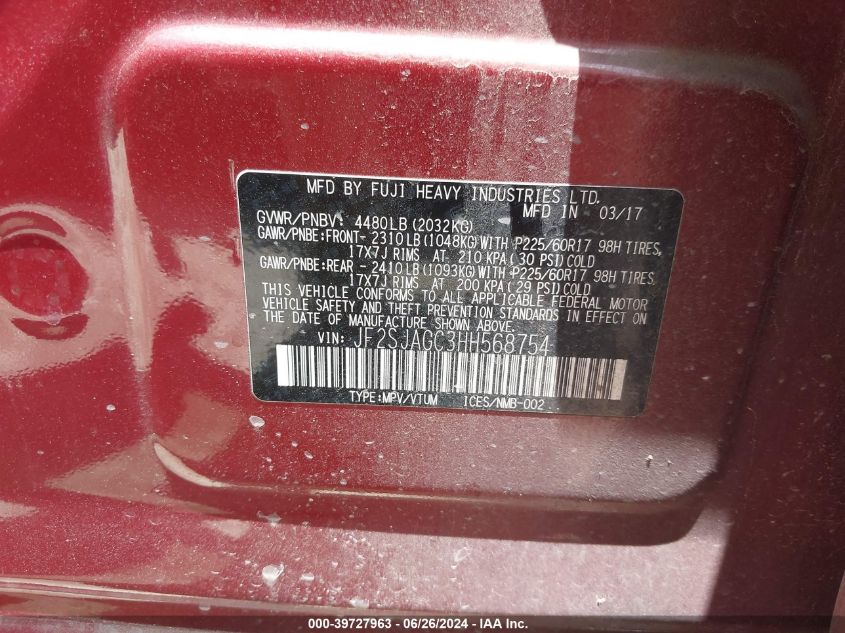 MFD BY FUJI HEAVY INDUSTRIES LTD.
MFD IN 03/17
GVWR/PNBV: 4480LB (2032KG)
GAWR/PNBE:FRONT- 2310LB (1048KG) WITH P225/60R17 98H TIRES,
17X7J RIMS AT 210 KPA (30 PSI) COLD
GAWR/PNBE:REAR - 2410LB (1093KG) WITH P225/60R17 98H TIRES,
17X7J RIMS AT 200 KPA (29 PSI) COLD
THIS VEHICLE CONFORMS TO ALL APPLICABLE FEDERAL MOTOR
VEHICLE SAFETY AND THEFT PREVENTION STANDARDS IN EFFECT ON
THE DATE OF MANUFACTURE SHOWN ABOVE.
VIN: JF2SJAGC3HH568754
TYPE:MPV/VTUM ICES/NMB-002
000-39727963 - 06/26/2024 - IAA Inc.